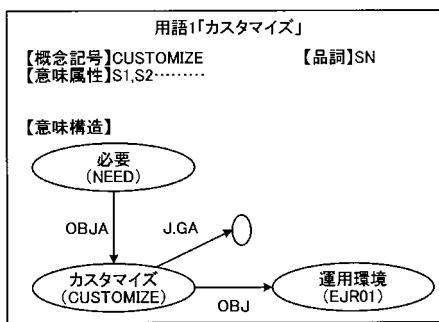 用語1「カスタマイズ」
【概念記号】CUSTOMIZE 【品詞】SN
【意味属性】S1,S2………
【意味構造】
必要
(NEED)
OBJA
J.GA
カスタマイズ
(CUSTOMIZE)
OBJ
運用環境
(EJR01)